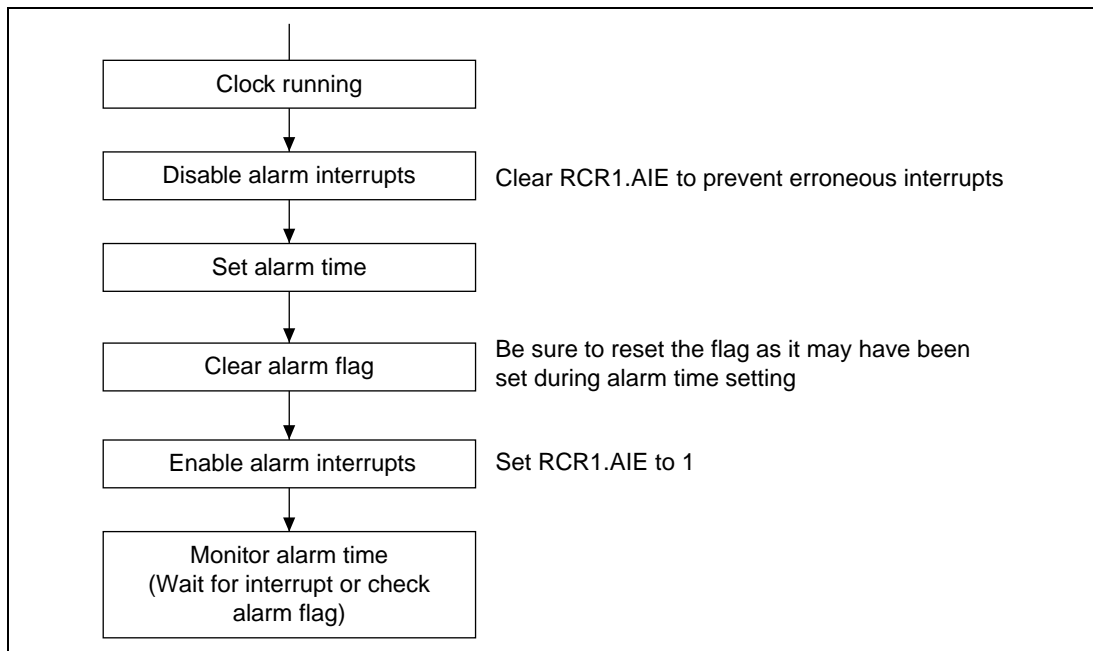 Clock running
Disable alarm interrupts
Clear RCR1.AIE to prevent erroneous interrupts
Set alarm time
Clear alarm flag
Be sure to reset the flag as it may have been
set during alarm time setting
Enable alarm interrupts
Set RCR1.AIE to 1
Monitor alarm time
(Wait for interrupt or check
alarm flag)